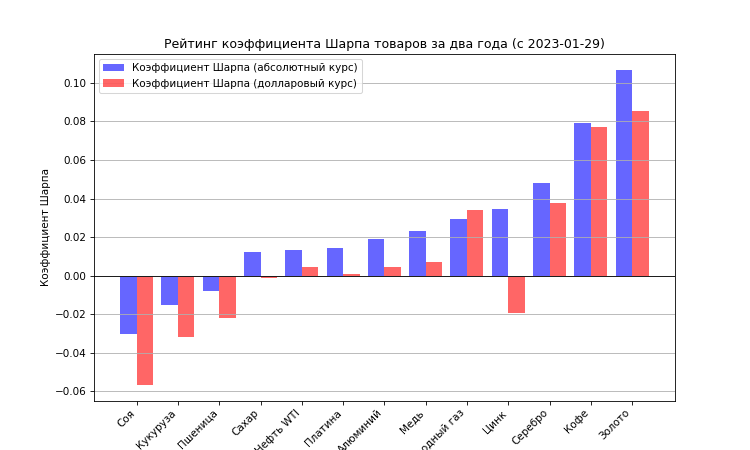 Рейтинг коэффициента Шарпа товаров за два года (с 2023-01-29)
Коэффициент Шарпа (абсолютный курс)
Коэффициент Шарпа (долларовый курс)
Коэффициент Шарпа
0.10
0.08
0.06
0.04
0.02
0.00
−0.02
−0.04
−0.06
Соя
Кукуруза
Пшеница
Сахар
Нефть WTI
Платина
Алюминий
Медь
газ
Цинк
Серебро
Кофе
Золото